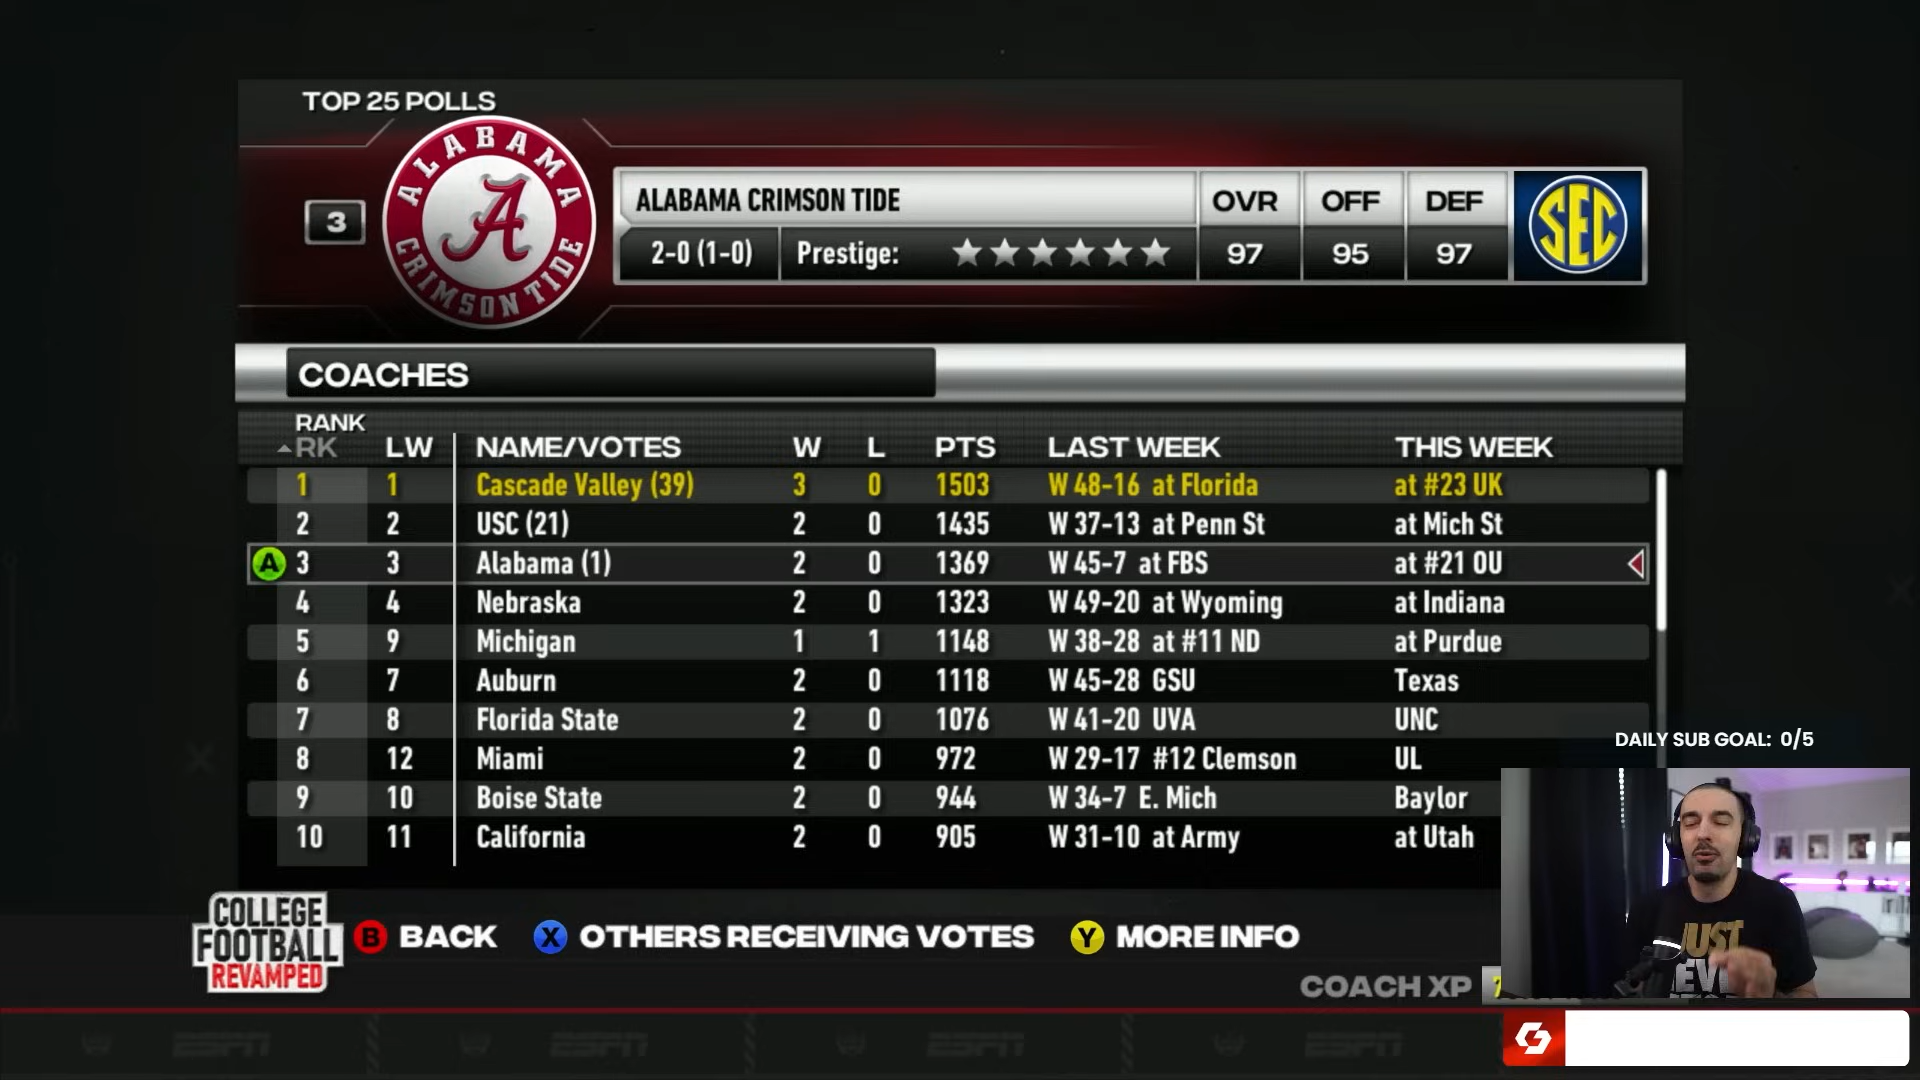 TOP 25 POLLS
ALABAMA CRIMSON TIDE
3
ALABAMA CRIMSON TIDE OVR OFF DEF
2-0 (1-0) Prestige: 97 95 97
SEC
COACHES
RANK
RK LW NAME/VOTES W L PTS LAST WEEK THIS WEEK
1 1 Cascade Valley (39) 3 0 1503 W 48-16 at Florida at #23 UK
2 2 USC (21) 2 0 1435 W 37-13 at Penn St at Mich St
A 3 3 Alabama (1) 2 0 1369 W 45-7 at FBS at #21 OU
4 4 Nebraska 2 0 1323 W 49-20 at Wyoming at Indiana
5 9 Michigan 1 1 1148 W 38-28 at #11 ND at Purdue
6 7 Auburn 2 0 1118 W 45-28 GSU Texas
7 8 Florida State 2 0 1076 W 41-20 UVA UNC
8 12 Miami 2 0 972 W 29-17 #12 Clemson UL
9 10 Boise State 2 0 944 W 34-7 E. Mich Baylor
10 11 California 2 0 905 W 31-10 at Army at Utah
DAILY SUB GOAL: 0/5
JUST
COLLEGE
FOOTBALL
REVAMPED
B BACK X OTHERS RECEIVING VOTES Y MORE INFO
COACH XP
ESPN ESPN ESPN ESPN